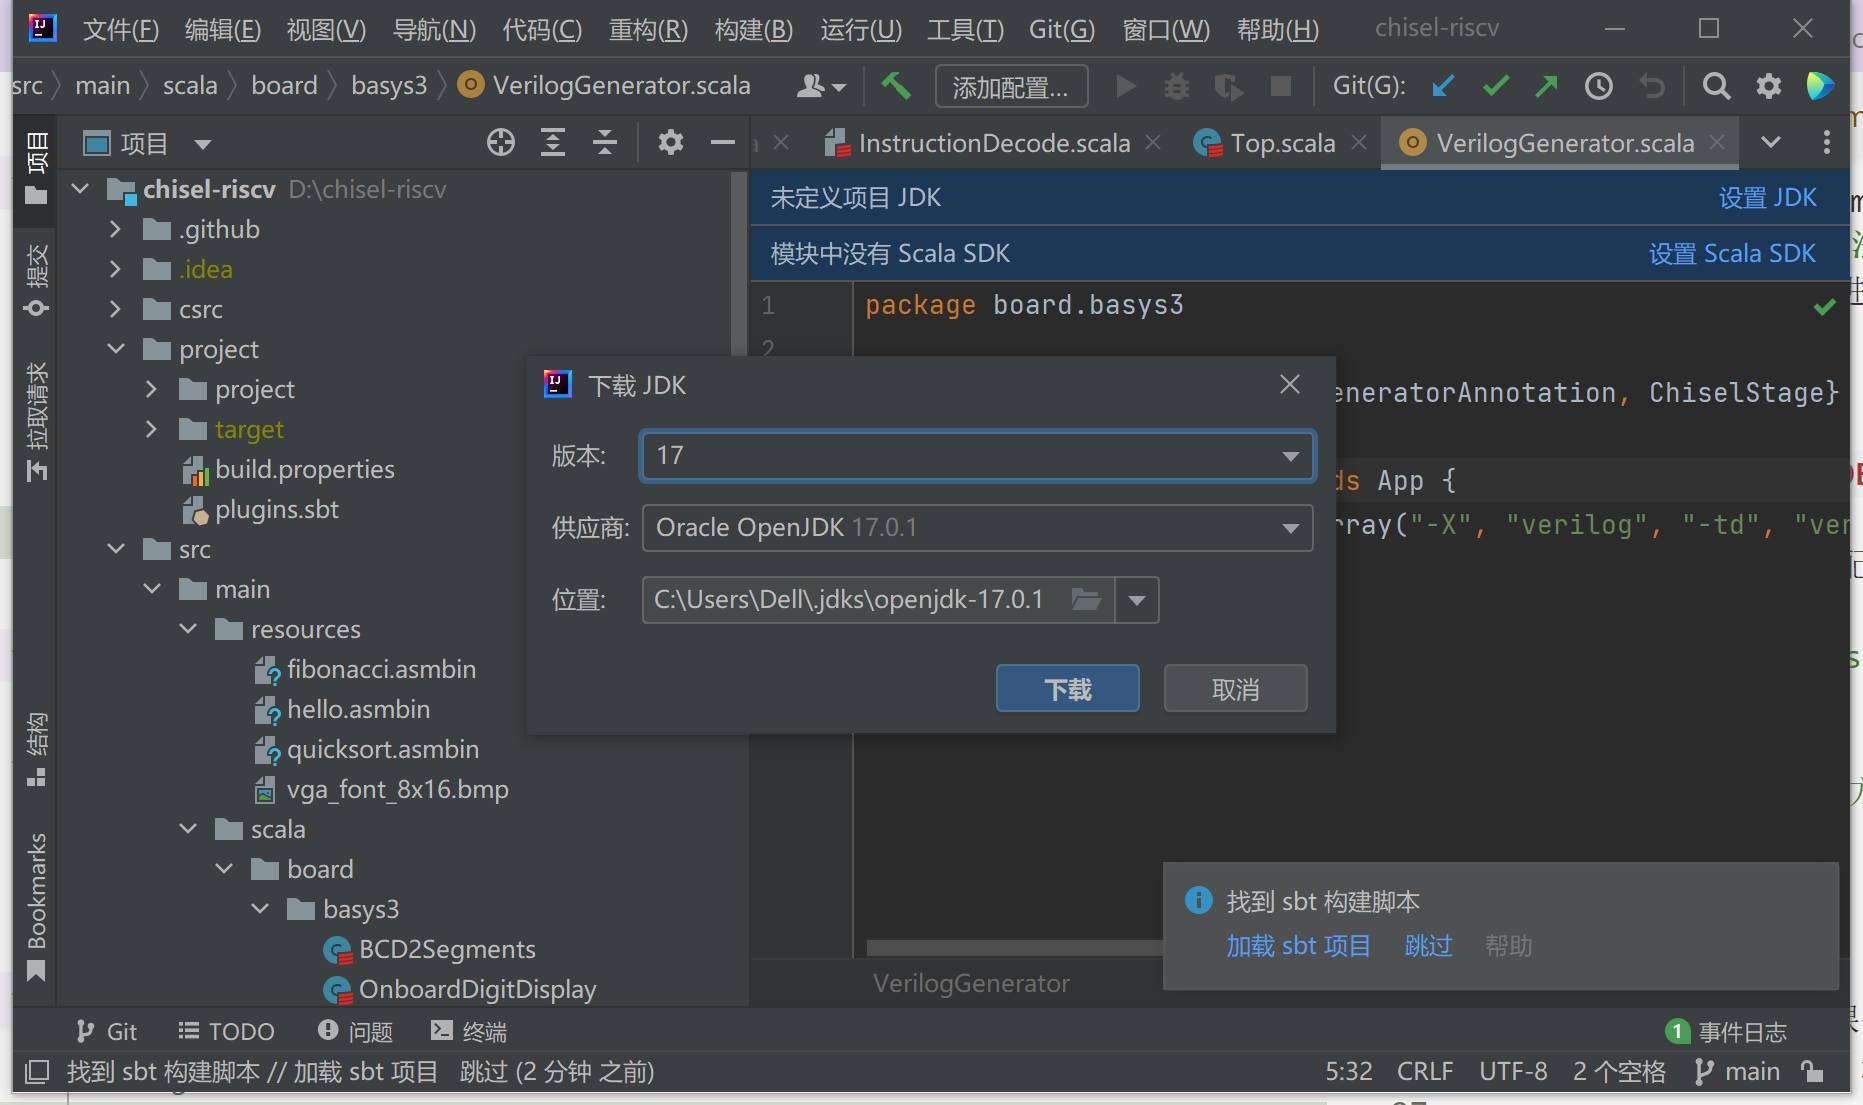 文件(F) 编辑(E) 视图(V) 导航(N) 代码(C) 重构(R) 构建(B) 运行(U) 工具(T) Git(G) 窗口(W) 帮助(H) chisel-riscv
src main scala board basys3 VerilogGenerator.scala 添加配置... Git(G):
项目 InstructionDecode.scala Top.scala VerilogGenerator.scala
项目
提交
拉取请求
结构
Bookmarks
chisel-riscv D:\chisel-riscv
.github
.idea
csrc
project
project
target
build.properties
plugins.sbt
src
main
resources
fibonacci.asmbin
hello.asmbin
quicksort.asmbin
vga_font_8x16.bmp
scala
board
basys3
BCD2Segments
OnboardDigitDisplay
未定义项目 JDK 设置 JDK
模块中没有 Scala SDK 设置 Scala SDK
1 package board.basys3
2
eneratorAnnotation, ChiselStage}
ds App {
rray("-X", "verilog", "-td", "ver
下载 JDK
版本: 17
供应商: Oracle OpenJDK 17.0.1
位置: C:\Users\Dell\.jdks\openjdk-17.0.1
下载 取消
找到 sbt 构建脚本
加载 sbt 项目 跳过 帮助
VerilogGenerator
Git TODO 问题 终端 1 事件日志
找到 sbt 构建脚本 // 加载 sbt 项目 跳过 (2 分钟 之前) 5:32 CRLF UTF-8 2 个空格 main